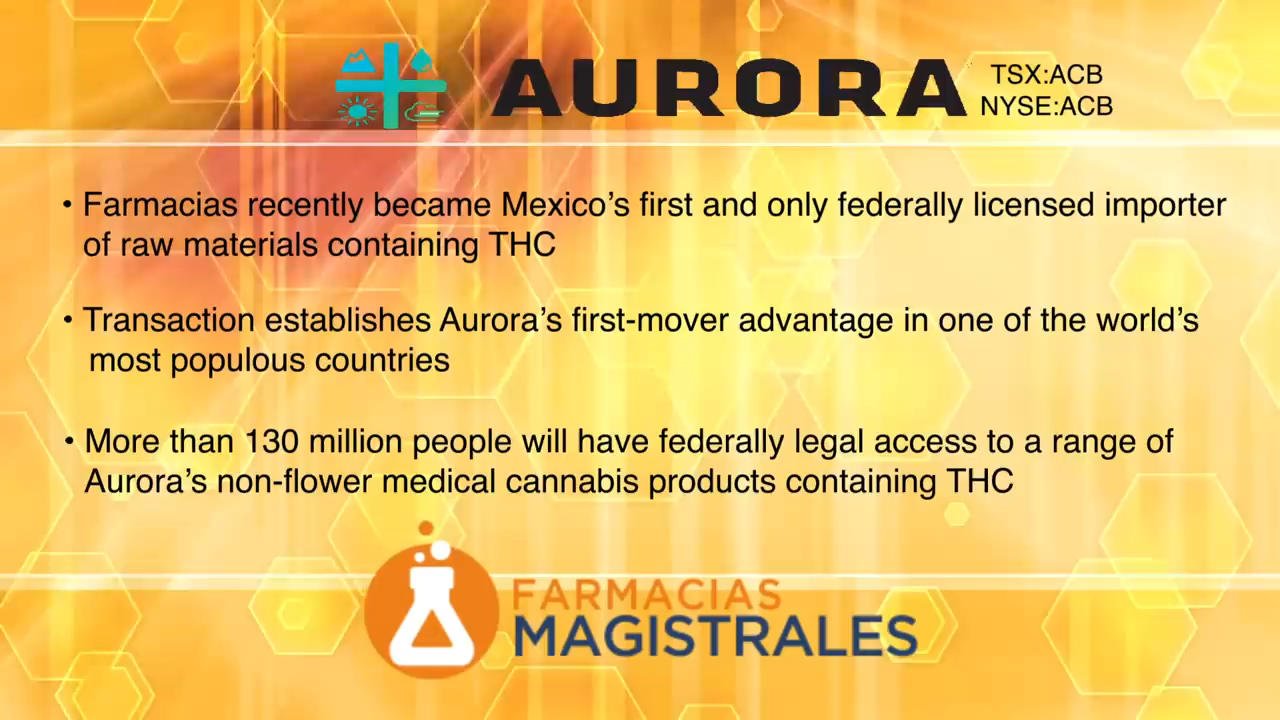 AURORA
TSX:ACB
NYSE:ACB
• Farmacias recently became Mexico’s first and only federally licensed importer
of raw materials containing THC
• Transaction establishes Aurora’s first-mover advantage in one of the world’s
most populous countries
• More than 130 million people will have federally legal access to a range of
Aurora’s non-flower medical cannabis products containing THC
FARMACIAS
MAGISTRALES